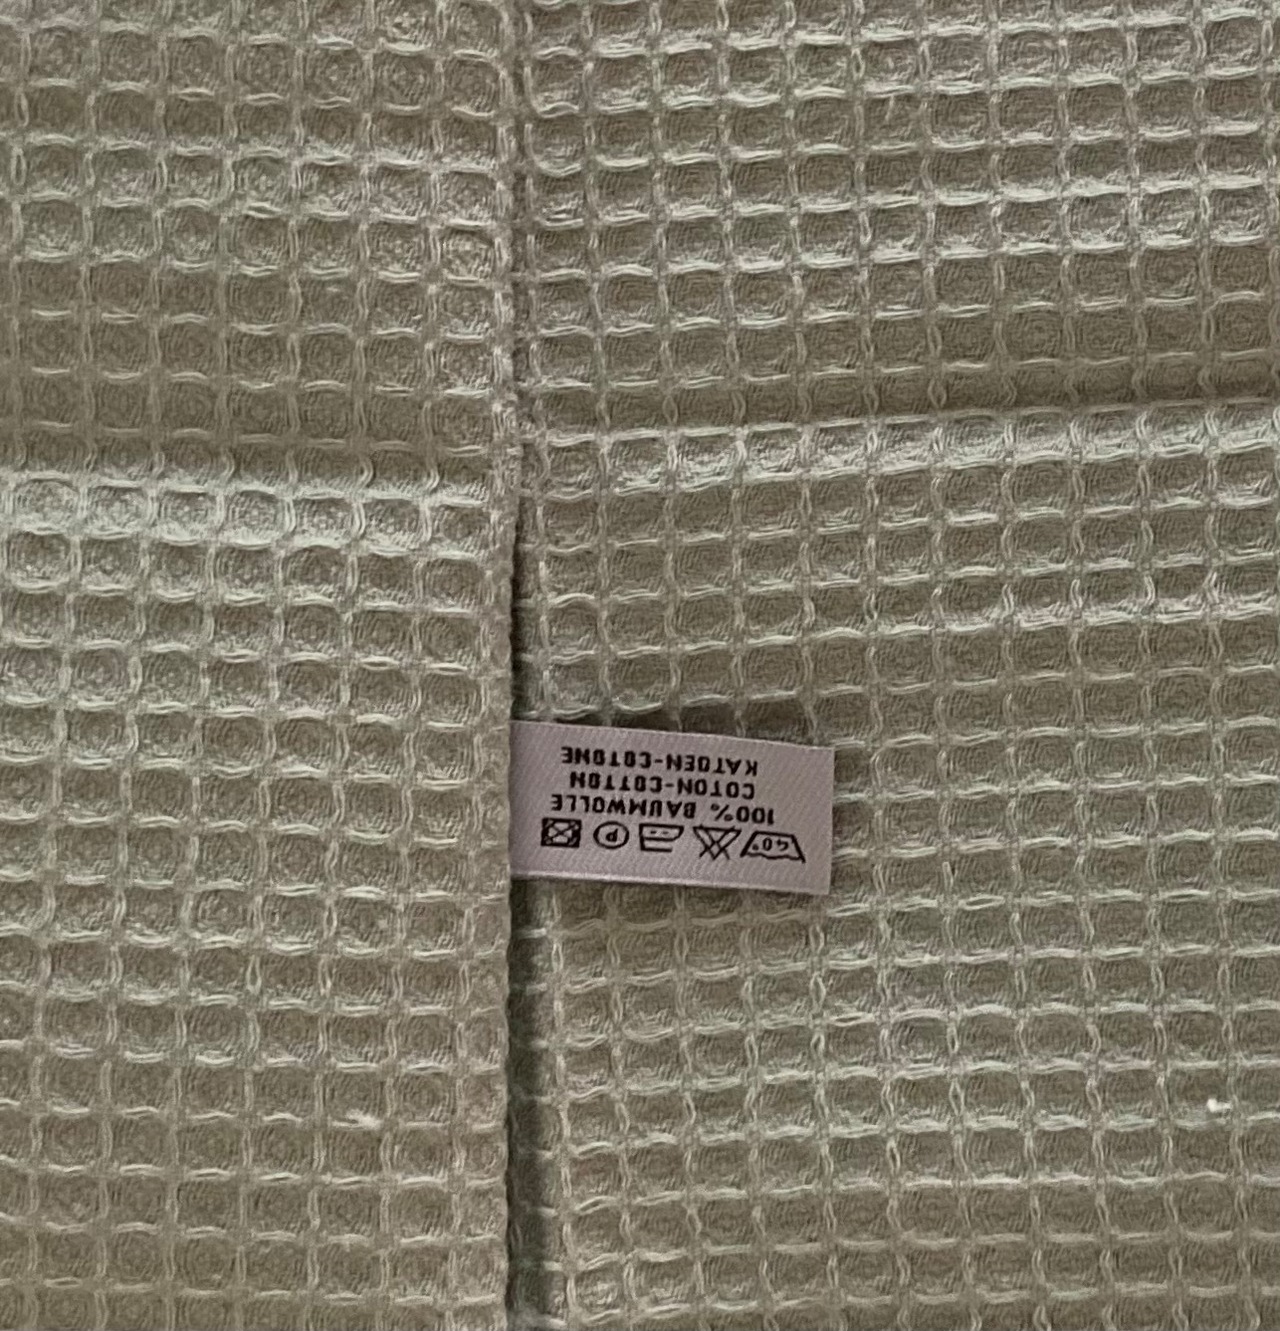 40°  P
100% BAUMWOLLE
COTON-COTTON
KATOEN-COTONE